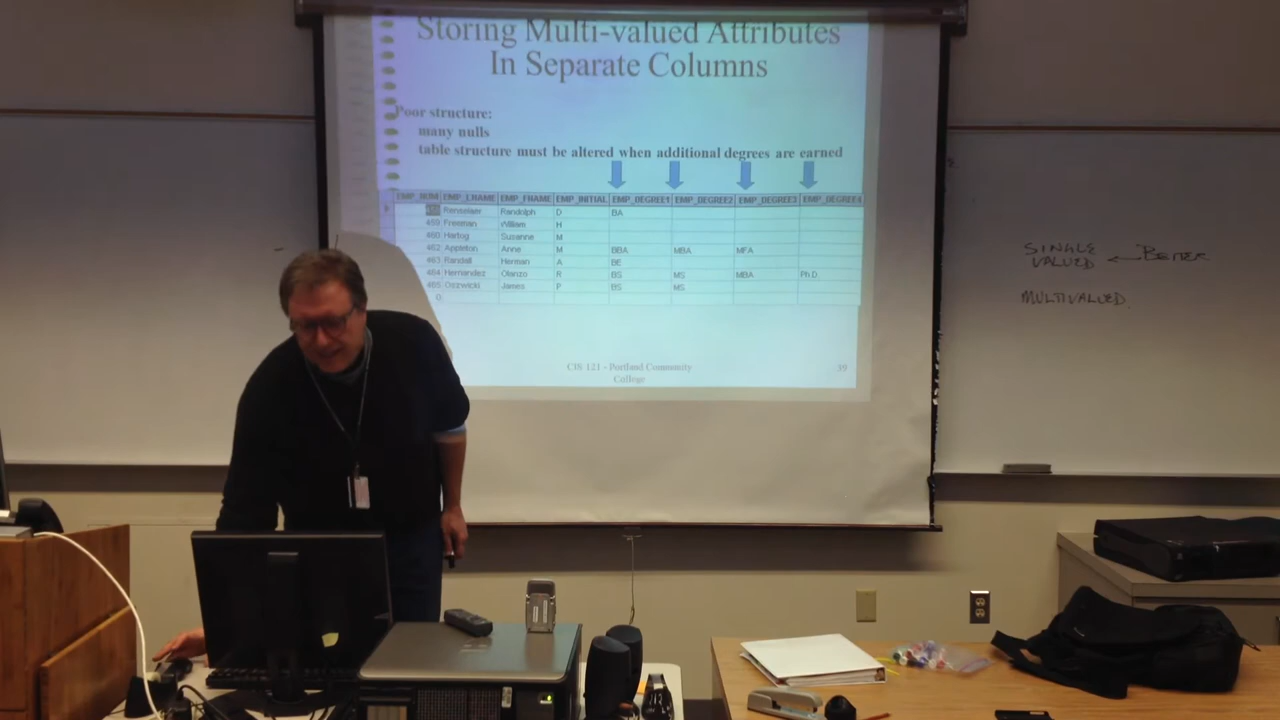 Storing Multi-valued Attributes
In Separate Columns
Poor structure:
many nulls
table structure must be altered when additional degrees are earned
EMP_NUM EMP_LNAME EMP_FNAME EMP_INITIAL EMP_DEGREE1 EMP_DEGREE2 EMP_DEGREE3 EMP_DEGREE4
Randolph D BA
459 Freeman William H
460 Hartog Suzanne M
462 Appleton Anne M BBA MBA MFA
463 Randall Herman A BE
464 Hernandez Olanzo R BS MS MBA Ph.D.
465 James P BS MS
0
CIS 121 - Portland Community
College
39
SINGLE
VALUED ← BETTER
MULTIVALUED